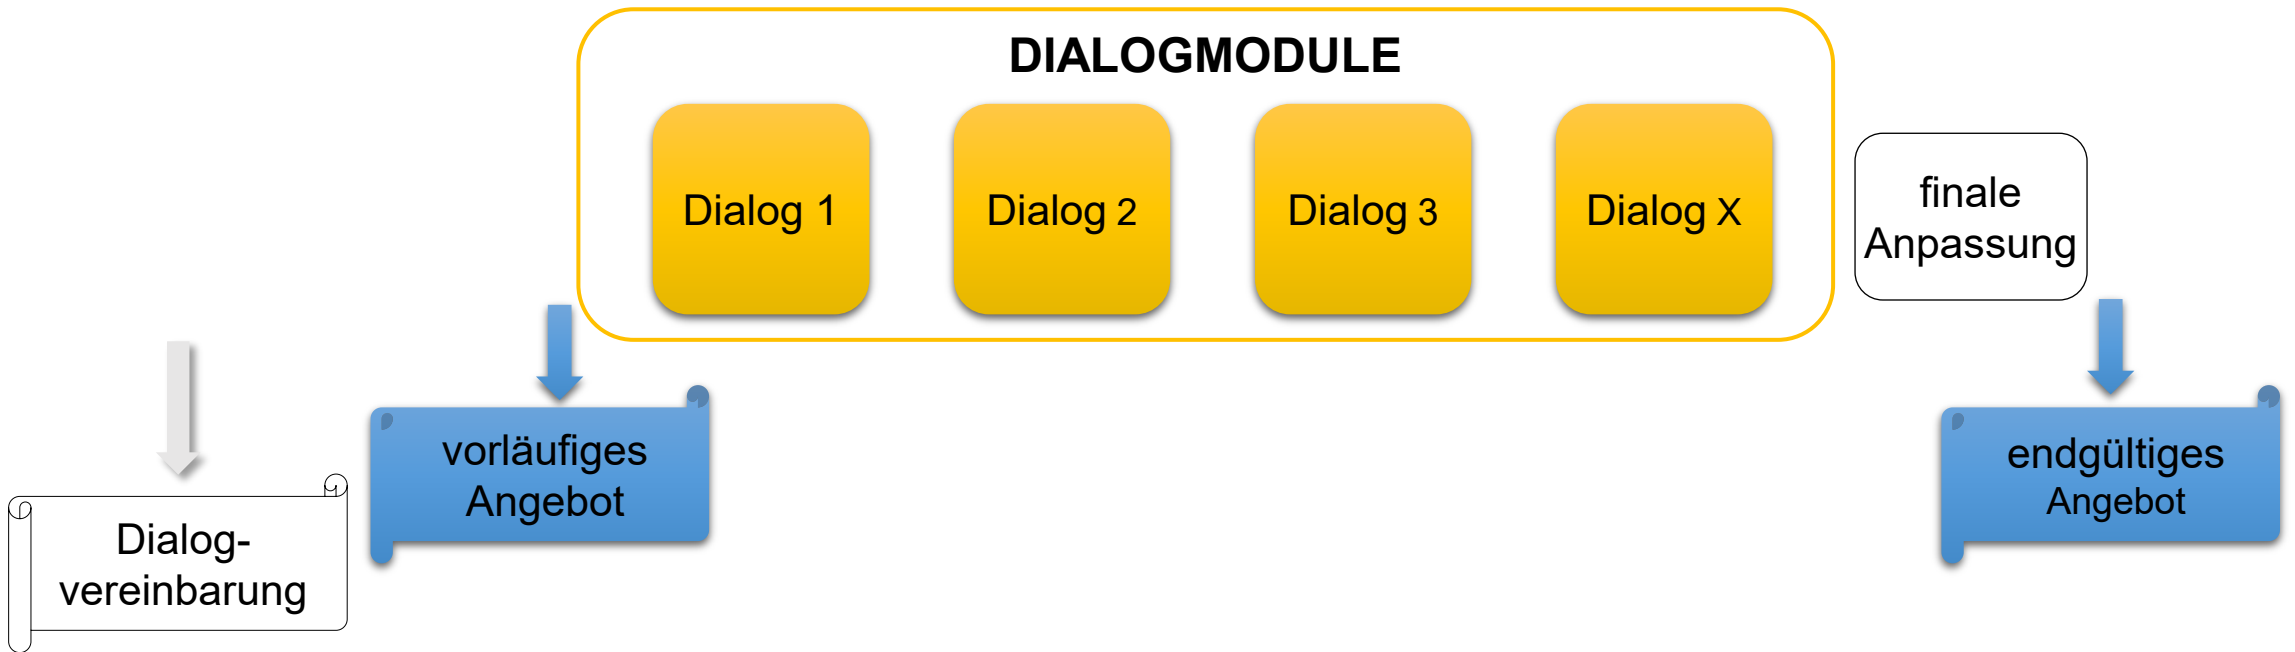 DIALOGMODULE
Dialog 1
Dialog 2
Dialog 3
Dialog X
finale
Anpassung
vorläufiges
Angebot
endgültiges
Angebot
Dialog-
vereinbarung